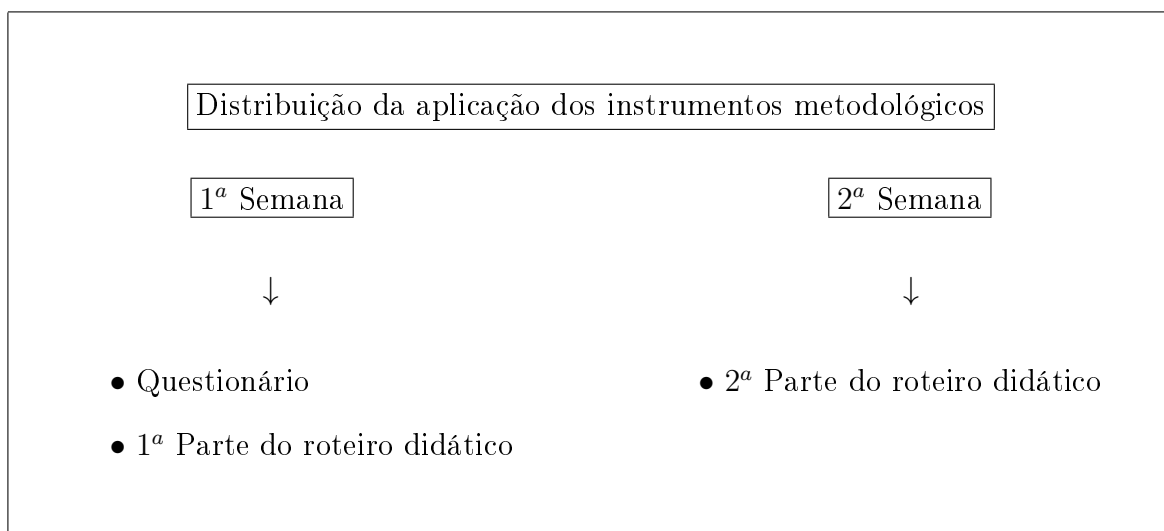 Distribuição da aplicação dos instrumentos metodológicos
1ª Semana
2ª Semana
↓
↓
• Questionário
• 2ª Parte do roteiro didático
• 1ª Parte do roteiro didático